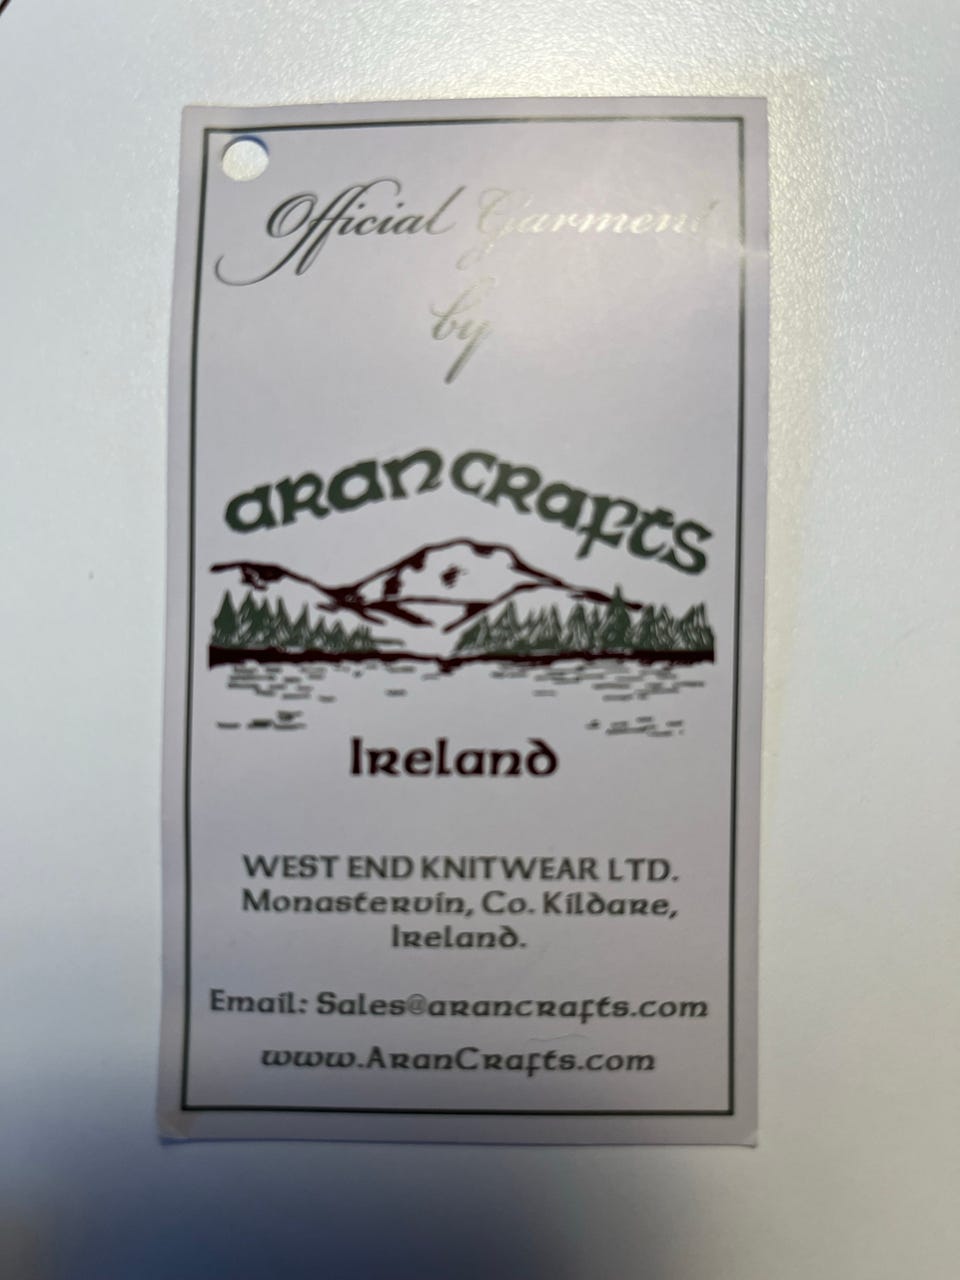 Official Garment
by
aran crafts
Ireland
WEST END KNITWEAR LTD.
Monastervin, Co. Kildare,
Ireland.
Email: Sales@arancrafts.com
www.AranCrafts.com